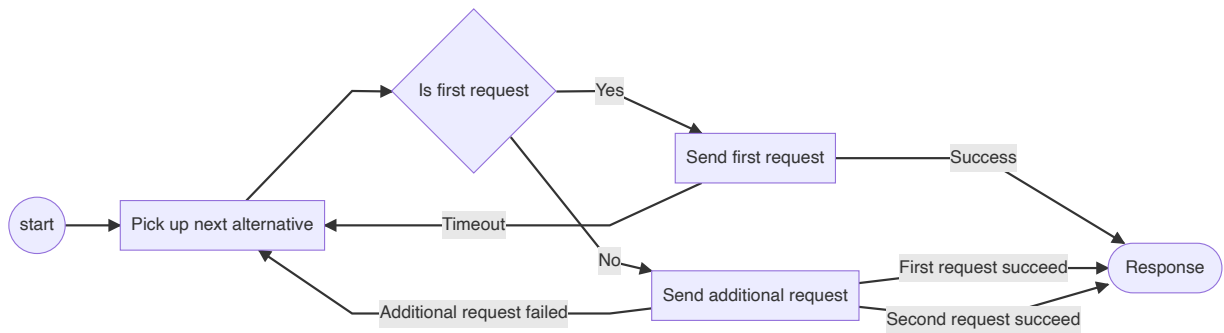 start
Pick up next alternative
Is first request
Yes
Send first request
Success
Timeout
No
Send additional request
Additional request failed
First request succeed
Second request succeed
Response